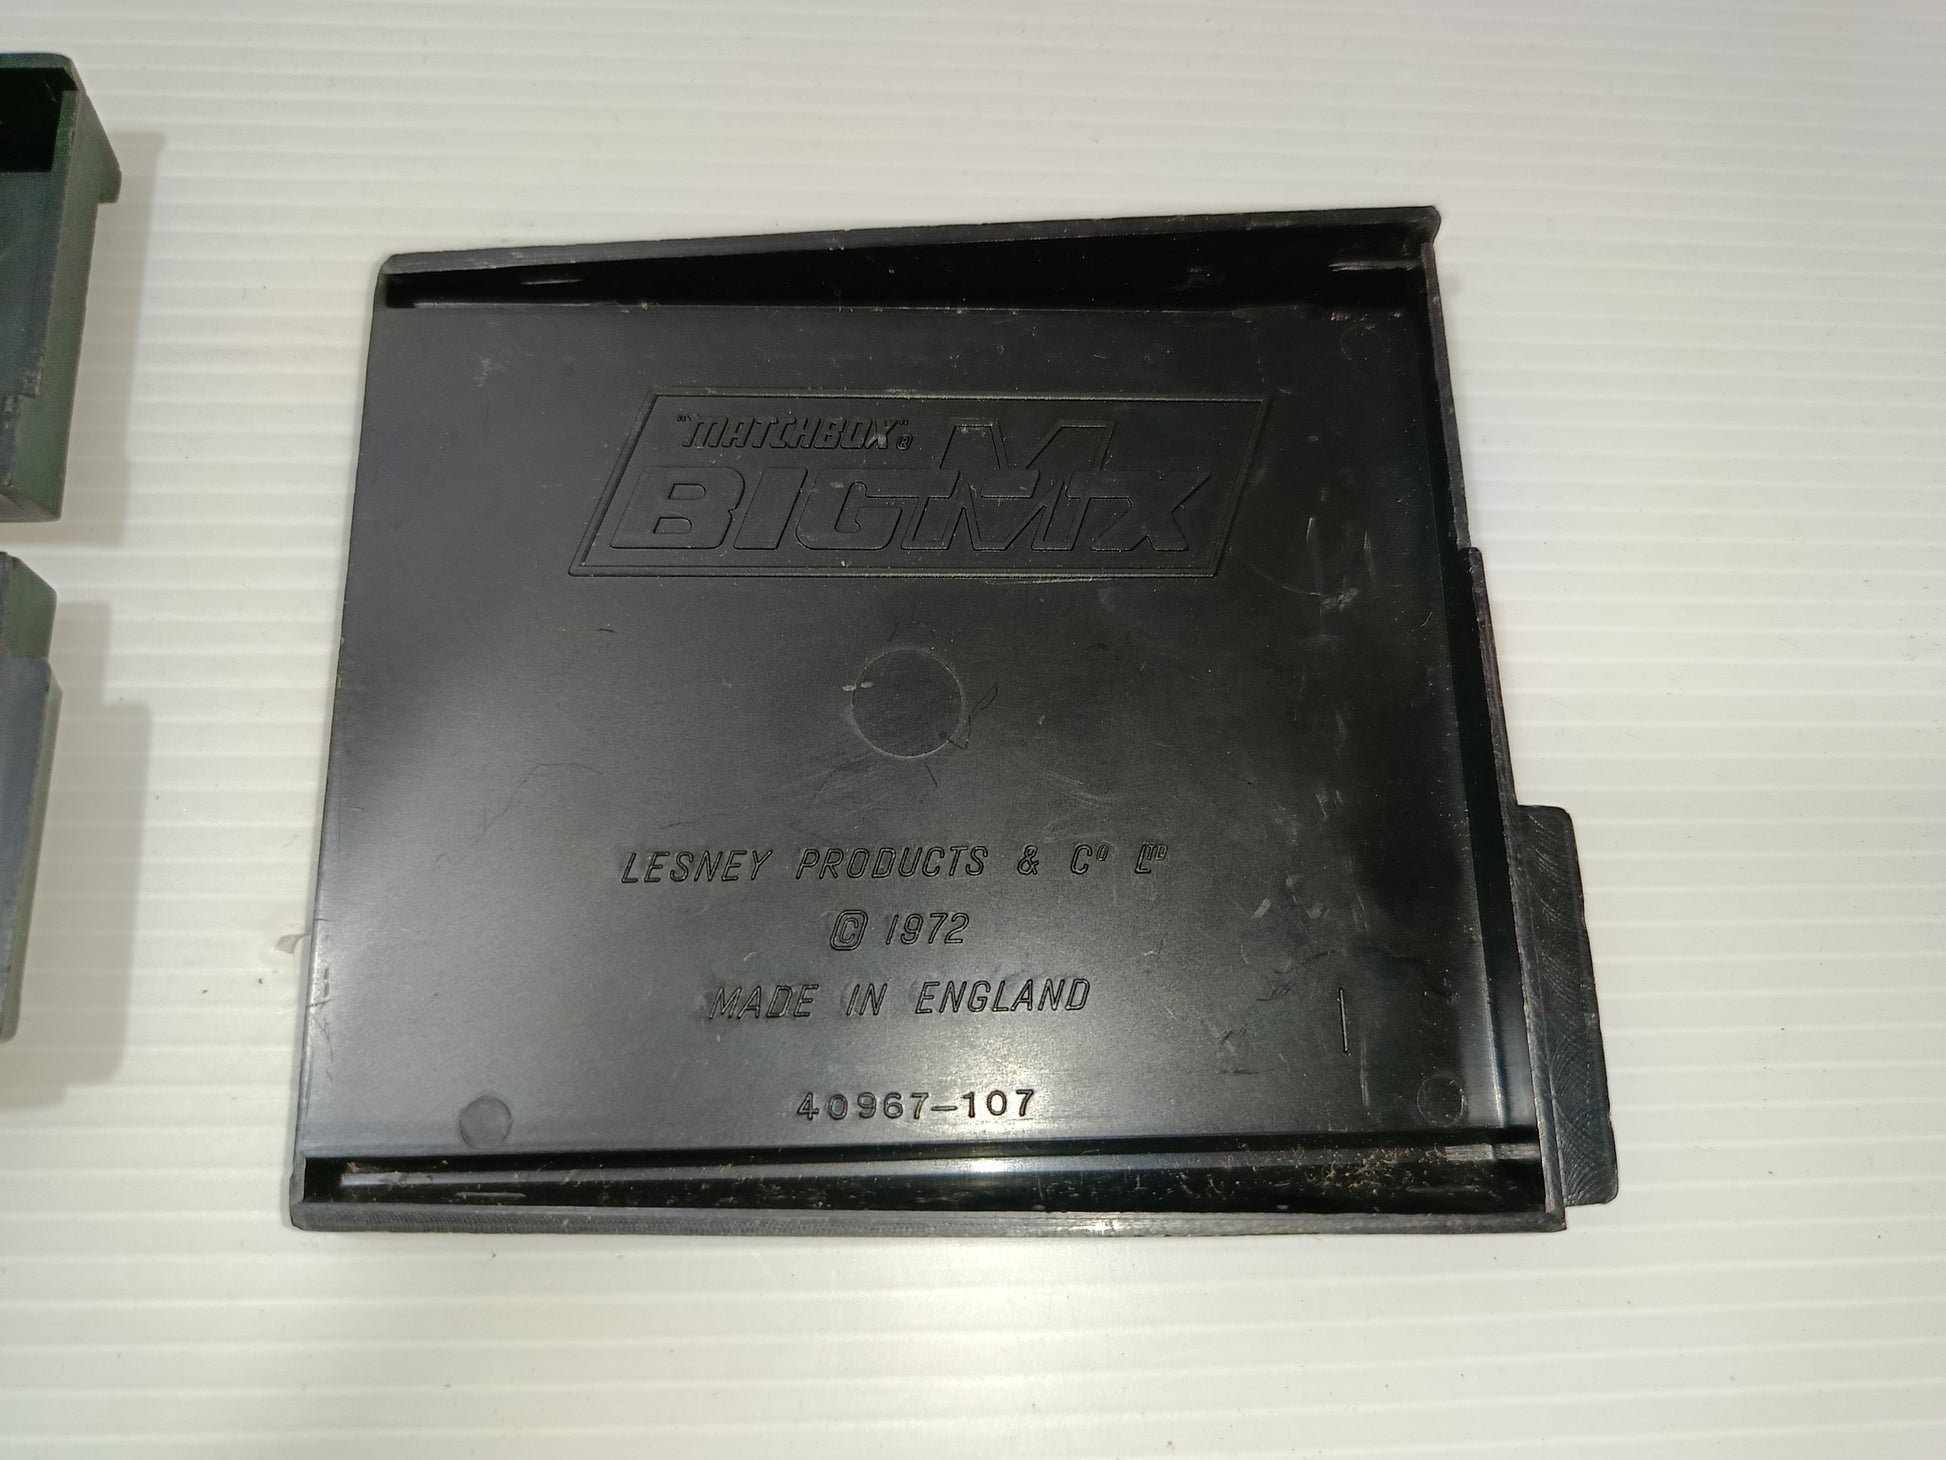 "MATCHBOX"®
BIGMX
LESNEY PRODUCTS & Cº Lᵀᴰ
© 1972
MADE IN ENGLAND
40967-107